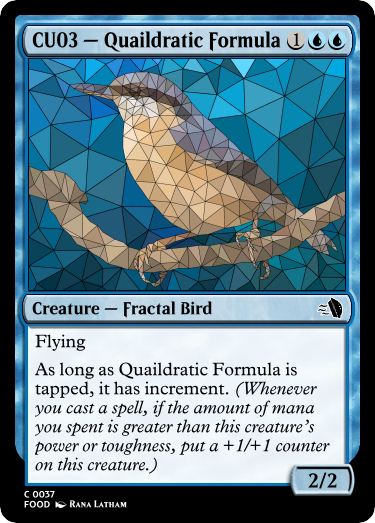 CU03 — Quaildratic Formula 1
Creature — Fractal Bird
Flying
As long as Quaildratic Formula is
tapped, it has increment. (Whenever
you cast a spell, if the amount of mana
you spent is greater than this creature's
power or toughness, put a +1/+1 counter
on this creature.)
2/2
C 0037
FOOD Rana Latham